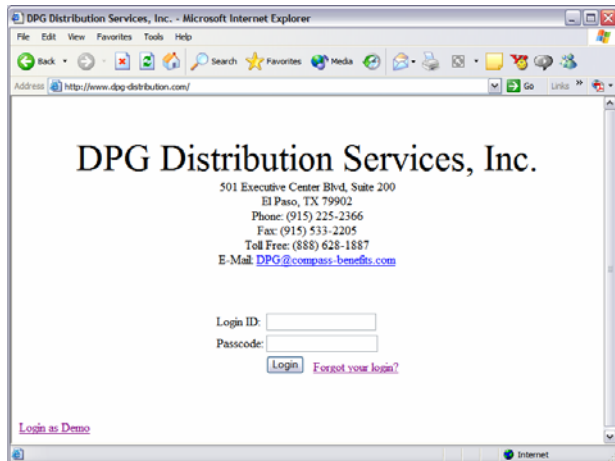 DPG Distribution Services, Inc. - Microsoft Internet Explorer
File Edit View Favorites Tools Help
Back Search Favorites Media
Address http://www.dpg-distribution.com/ Go Links »
DPG Distribution Services, Inc.
501 Executive Center Blvd, Suite 200
El Paso, TX 79902
Phone: (915) 225-2366
Fax: (915) 533-2205
Toll Free: (888) 628-1887
E-Mail: DPG@compass-benefits.com
Login ID:
Passcode:
Login Forgot your login?
Login as Demo
Internet